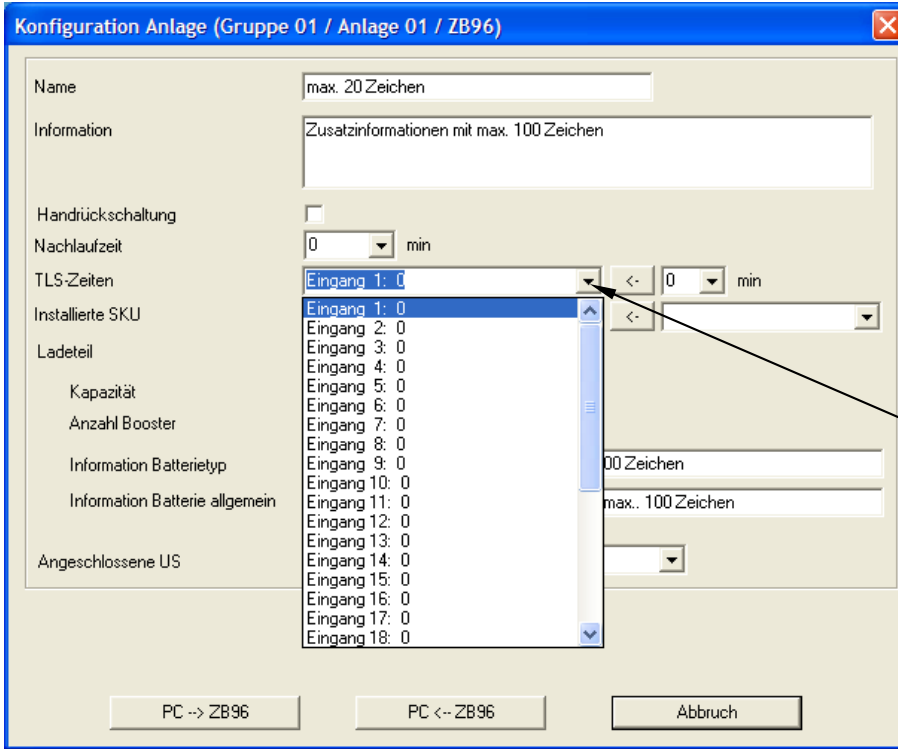 Konfiguration Anlage (Gruppe 01 / Anlage 01 / ZB96)
Name max. 20 Zeichen
Information Zusatzinformationen mit max. 100 Zeichen
Handrückschaltung
Nachlaufzeit 0 min
TLS-Zeiten Eingang 1: 0 <- 0 min
Installierte SKU Eingang 1: 0 <-
Eingang 2: 0
Eingang 3: 0
Ladeteil Eingang 4: 0
Eingang 5: 0
Kapazität Eingang 6: 0
Anzahl Booster Eingang 7: 0
Eingang 8: 0
Information Batterietyp Eingang 9: 0 00 Zeichen
Eingang 10: 0
Information Batterie allgemein Eingang 11: 0 max.. 100 Zeichen
Eingang 12: 0
Eingang 13: 0
Angeschlossene US Eingang 14: 0
Eingang 15: 0
Eingang 16: 0
Eingang 17: 0
Eingang 18: 0
PC --> ZB96 PC <-- ZB96 Abbruch